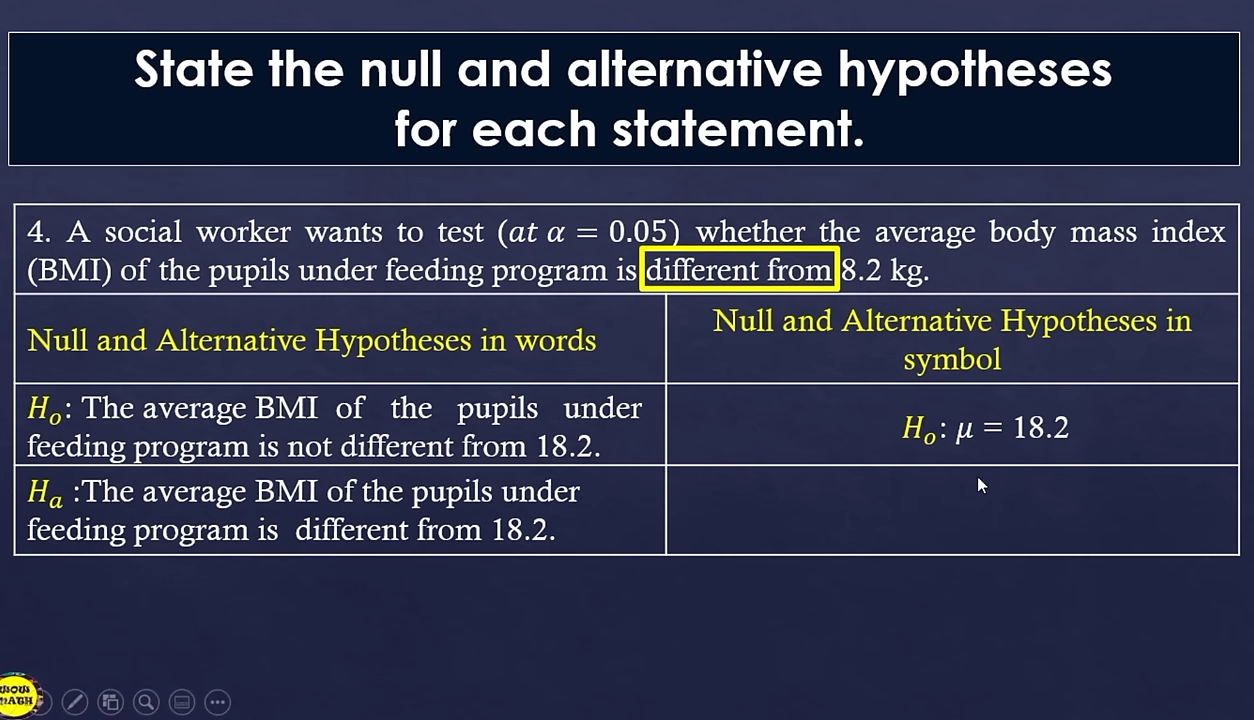 State the null and alternative hypotheses
for each statement.
4. A social worker wants to test (at α = 0.05) whether the average body mass index
(BMI) of the pupils under feeding program is different from 8.2 kg.
Null and Alternative Hypotheses in words
Null and Alternative Hypotheses in
symbol
Hₒ: The average BMI of the pupils under
feeding program is not different from 18.2.
Hₒ: μ = 18.2
Hₐ :The average BMI of the pupils under
feeding program is different from 18.2.
WOW
MATH